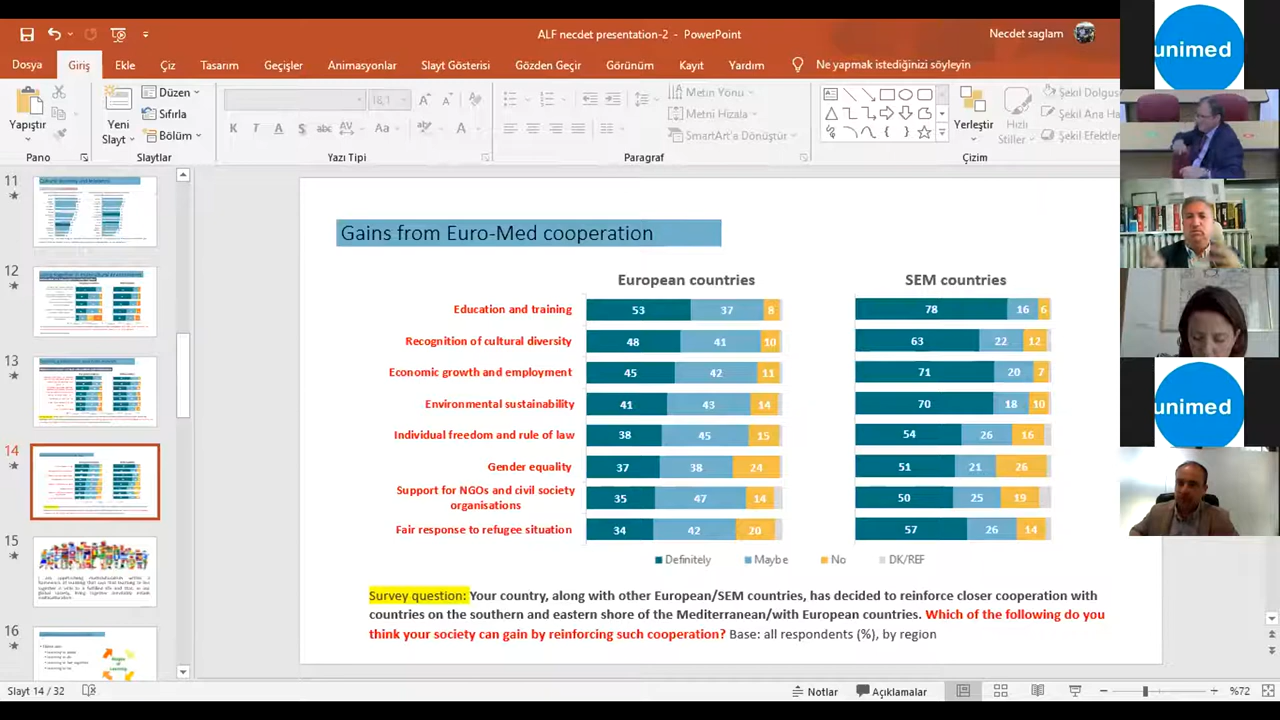 ALF necdet presentation-2 - PowerPoint
Necdet saglam
Dosya Giriş Ekle Çiz Tasarım Geçişler Animasyonlar Slayt Gösterisi Gözden Geçir Görünüm Kayıt Yardım Ne yapmak istediğinizi söyleyin
Yapıştır
Yeni
Slayt
Düzen
Sıfırla
Bölüm
18,1
K T A abc Aa A
Metin Yönü
Metni Hizala
SmartArt'a Dönüştür
Yerleştir
Hızlı
Stiller
Şekil Dolgus
Şekil Ana Ha
Şekil Efektler
Pano Slaytlar Yazı Tipi Paragraf Çizim
11
12
13
14
15
16
Gains from Euro-Med cooperation
European countries SEM countries
Education and training 53 37 8 78 16 6
Recognition of cultural diversity 48 41 10 63 22 12
Economic growth and employment 45 42 11 71 20 7
Environmental sustainability 41 43 70 18 10
Individual freedom and rule of law 38 45 15 54 26 16
Gender equality 37 38 51 21 26
Support for NGOs and civil society
organisations 35 47 14 50 25 19
Fair response to refugee situation 34 42 20 57 26 14
Definitely Maybe No DK/REF
Survey question: Your country, along with other European/SEM countries, has decided to reinforce closer cooperation with
countries on the southern and eastern shore of the Mediterranean/with European countries. Which of the following do you
think your society can gain by reinforcing such cooperation? Base: all respondents (%), by region
Slayt 14 / 32
Notlar Açıklamalar
%72
unimed
unimed